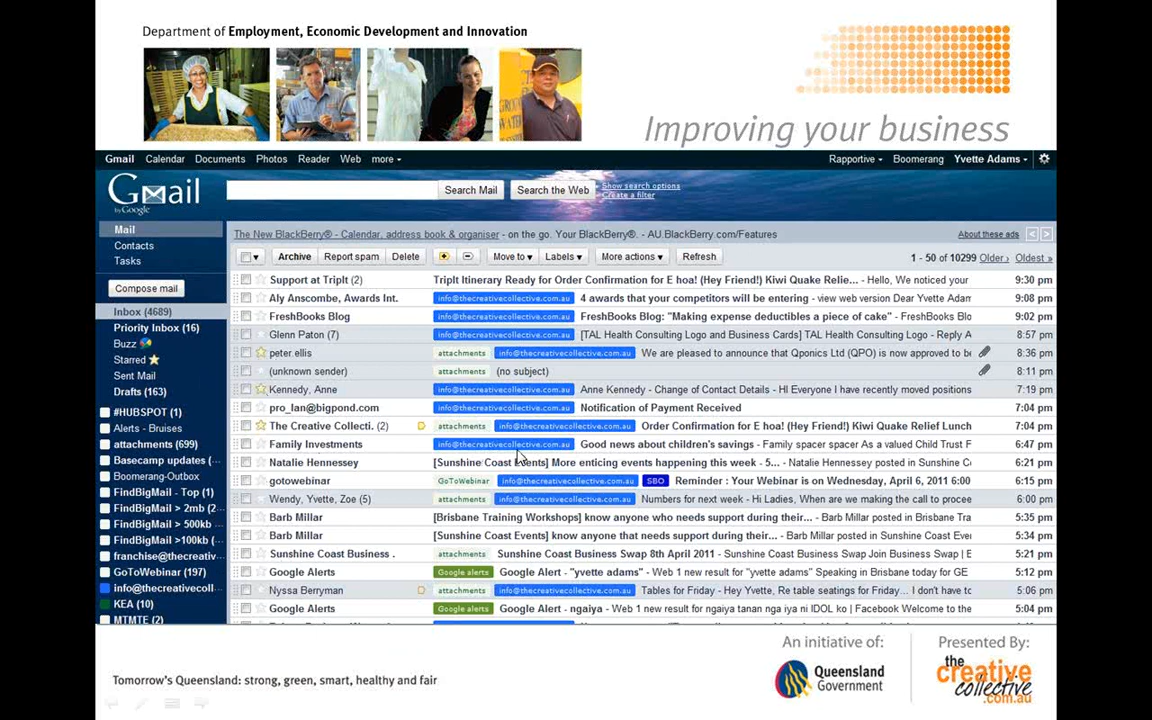 Department of Employment, Economic Development and Innovation
Improving your business
Gmail Calendar Documents Photos Reader Web more Rapportive Boomerang Yvette Adams
Gmail by Google Search Mail Search the Web Show search options
Create a filter
Mail
Contacts
Tasks
Compose mail
Inbox (4689)
Priority Inbox (16)
Buzz
Starred
Sent Mail
Drafts (163)
#HUBSPOT (1)
Alerts - Bruises
attachments (699)
Basecamp updates (...
Boomerang-Outbox
FindBigMail - Top (1)
FindBigMail > 2mb (2...
FindBigMail > 500kb ...
FindBigMail >100kb (...
franchise@thecreativ...
GoToWebinar (197)
info@thecreativecoll...
KEA (10)
MTMTE (2)
The New BlackBerry® - Calendar, address book & organiser - on the go. Your BlackBerry®. - AU.BlackBerry.com/Features About these ads < >
Archive Report spam Delete Move to Labels More actions Refresh 1 - 50 of 10299 Older › Oldest »
Support at TripIt (2) TripIt Itinerary Ready for Order Confirmation for E hoa! (Hey Friend!) Kiwi Quake Relie... - Hello, We noticed your 9:30 pm
Aly Anscombe, Awards Int. info@thecreativecollective.com.au 4 awards that your competitors will be entering - view web version Dear Yvette Adam 9:08 pm
FreshBooks Blog info@thecreativecollective.com.au FreshBooks Blog: "Making expense deductibles a piece of cake" - FreshBooks Blo 9:02 pm
Glenn Paton (7) info@thecreativecollective.com.au [TAL Health Consulting Logo and Business Cards] TAL Health Consulting Logo - Reply A 8:57 pm
peter.ellis attachments info@thecreativecollective.com.au We are pleased to announce that Qponics Ltd (QPO) is now approved to be 8:36 pm
(unknown sender) attachments (no subject) 8:11 pm
Kennedy, Anne info@thecreativecollective.com.au Anne Kennedy - Change of Contact Details - HI Everyone I have recently moved positions 7:19 pm
pro_lan@bigpond.com info@thecreativecollective.com.au Notification of Payment Received 7:04 pm
The Creative Collecti. (2) attachments info@thecreativecollective.com.au Order Confirmation for E hoa! (Hey Friend!) Kiwi Quake Relief Lunch 7:04 pm
Family Investments info@thecreativecollective.com.au Good news about children's savings - Family spacer spacer As a valued Child Trust F 6:47 pm
Natalie Hennessey [Sunshine Coast Events] More enticing events happening this week - 5... - Natalie Hennessey posted in Sunshine Co 6:21 pm
gotowebinar GoToWebinar info@thecreativecollective.com.au SBO Reminder : Your Webinar is on Wednesday, April 6, 2011 6:00 6:15 pm
Wendy, Yvette, Zoe (5) attachments info@thecreativecollective.com.au Numbers for next week - Hi Ladies, When are we making the call to procee 6:00 pm
Barb Millar [Brisbane Training Workshops] know anyone who needs support during their... - Barb Millar posted in Brisbane Tra 5:35 pm
Barb Millar [Sunshine Coast Events] know anyone who needs support during their... - Barb Millar posted in Sunshine Coast Eve 5:34 pm
Sunshine Coast Business . attachments Sunshine Coast Business Swap 8th April 2011 - Sunshine Coast Business Swap Join Business Swap | E 5:21 pm
Google Alerts Google alerts Google Alert - "yvette adams" - Web 1 new result for "yvette adams" Speaking in Brisbane today for GE 5:12 pm
Nyssa Berryman attachments info@thecreativecollective.com.au Tables for Friday - Hey Yvette, Re table seatings for Friday... I don't have to 5:06 pm
Google Alerts Google alerts Google Alert - ngaiya - Web 1 new result for ngaiya tanan nga iya ni IDOL ko | Facebook Welcome to the 5:04 pm
Tomorrow's Queensland: strong, green, smart, healthy and fair
An initiative of:
Queensland
Government
Presented By:
the
creative
collective
.com.au